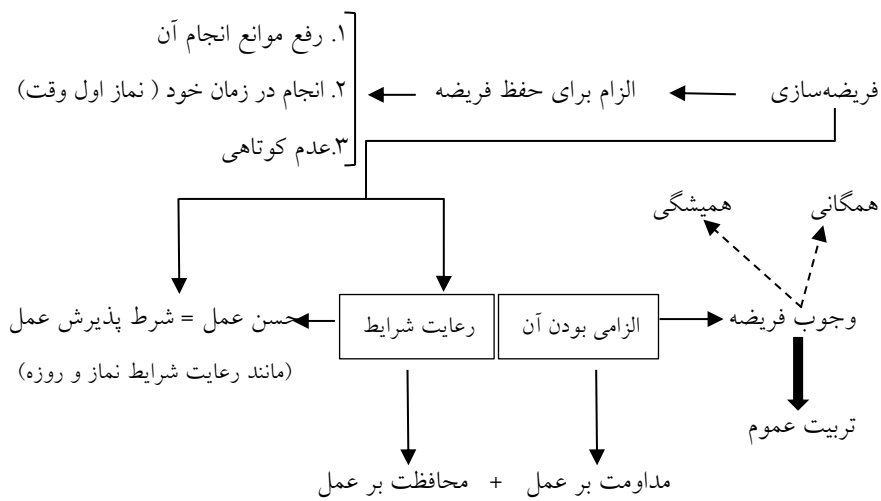 ۱. رفع موانع انجام آن
فریضه‌سازی الزام برای حفظ فریضه ۲. انجام در زمان خود ( نماز اول وقت)
۳.عدم کوتاهی
همگانی همیشگی
وجوب فریضه الزامی بودن آن رعایت شرایط حسن عمل = شرط پذیرش عمل
(مانند رعایت شرایط نماز و روزه)
تربیت عموم
مداومت بر عمل + محافظت بر عمل